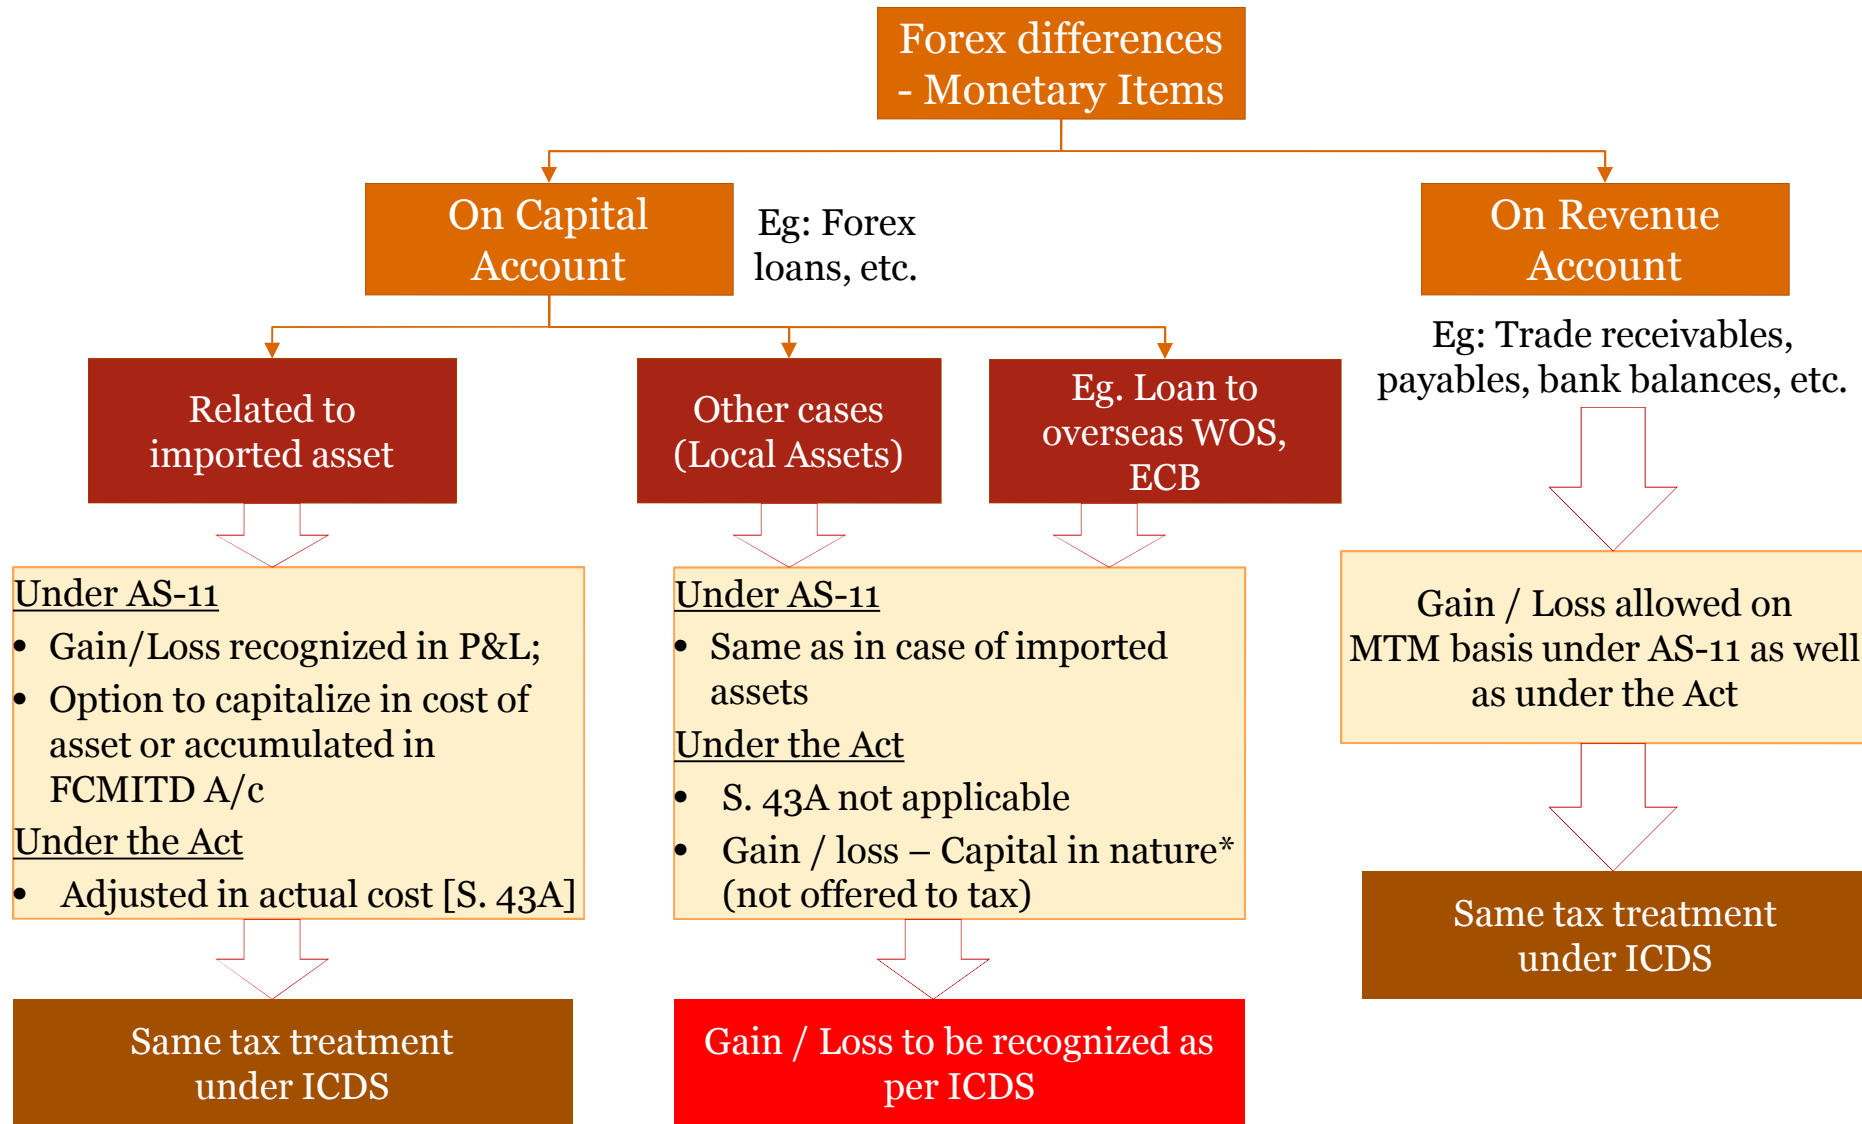 Forex differences
- Monetary Items
On Capital
Account
Eg: Forex
loans, etc.
On Revenue
Account
Eg: Trade receivables,
payables, bank balances, etc.
Related to
imported asset
Other cases
(Local Assets)
Eg. Loan to
overseas WOS,
ECB
Under AS-11
• Gain/Loss recognized in P&L;
• Option to capitalize in cost of
asset or accumulated in
FCMITD A/c
Under the Act
• Adjusted in actual cost [S. 43A]
Under AS-11
• Same as in case of imported
assets
Under the Act
• S. 43A not applicable
• Gain / loss – Capital in nature*
(not offered to tax)
Gain / Loss allowed on
MTM basis under AS-11 as well
as under the Act
Same tax treatment
under ICDS
Gain / Loss to be recognized as
per ICDS
Same tax treatment
under ICDS